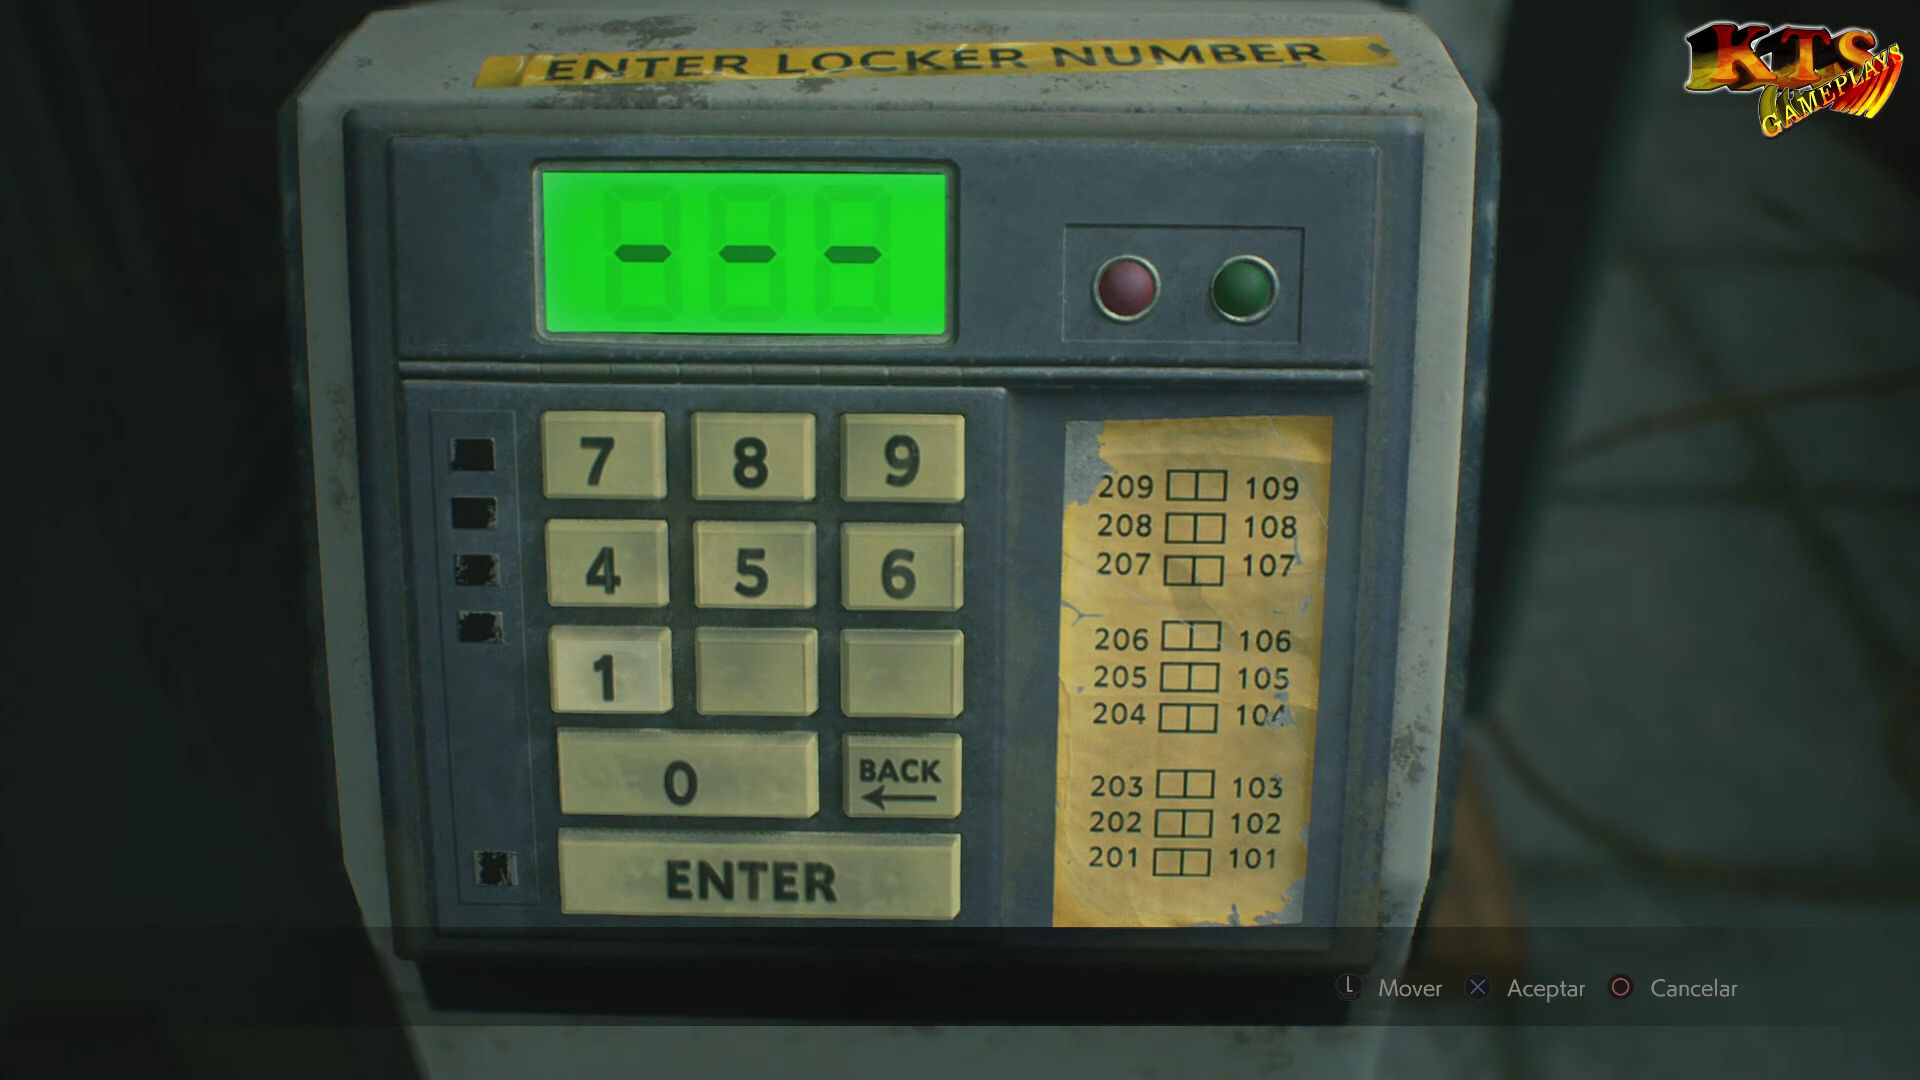 ENTER LOCKER NUMBER
KTS
GAMEPLAYS
7 8 9
4 5 6
1
0 BACK
ENTER
209 109
208 108
207 107
206 106
205 105
204 104
203 103
202 102
201 101
L Mover Aceptar Cancelar